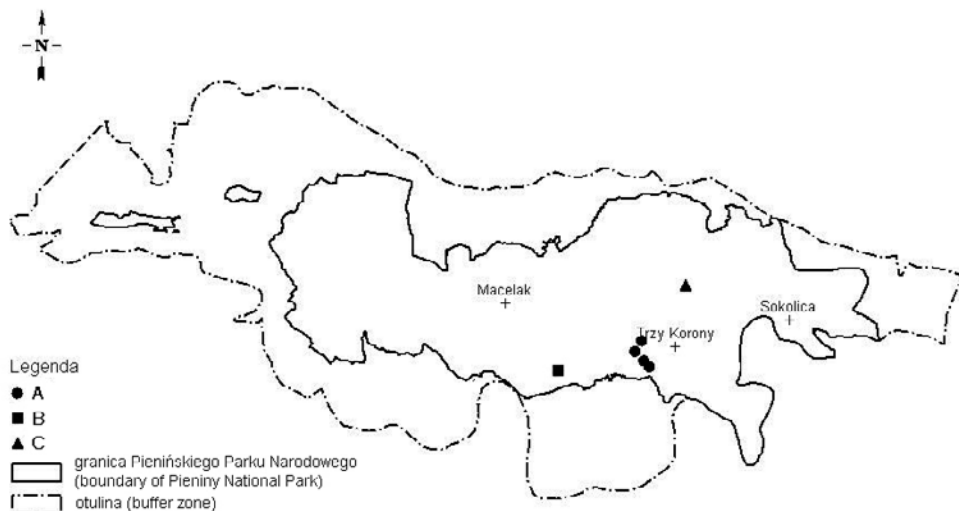 N
Macelak
Sokolica
Trzy Korony
Legenda
A
B
C
granica Pienińskiego Parku Narodowego
(boundary of Pieniny National Park)
otulina (buffer zone)